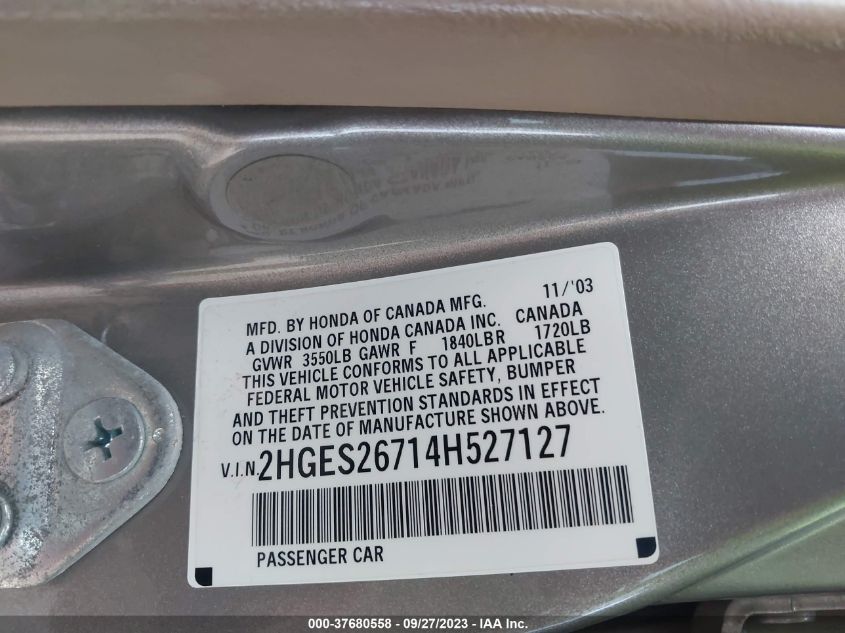 MFD. BY HONDA OF CANADA MFG. 11/'03
A DIVISION OF HONDA CANADA INC. CANADA
GVWR 3550LB GAWR F 1840LB R 1720LB
THIS VEHICLE CONFORMS TO ALL APPLICABLE
FEDERAL MOTOR VEHICLE SAFETY, BUMPER
AND THEFT PREVENTION STANDARDS IN EFFECT
ON THE DATE OF MANUFACTURE SHOWN ABOVE.
V.I.N. 2HGES26714H527127
PASSENGER CAR
000-37680558 - 09/27/2023 - IAA Inc.